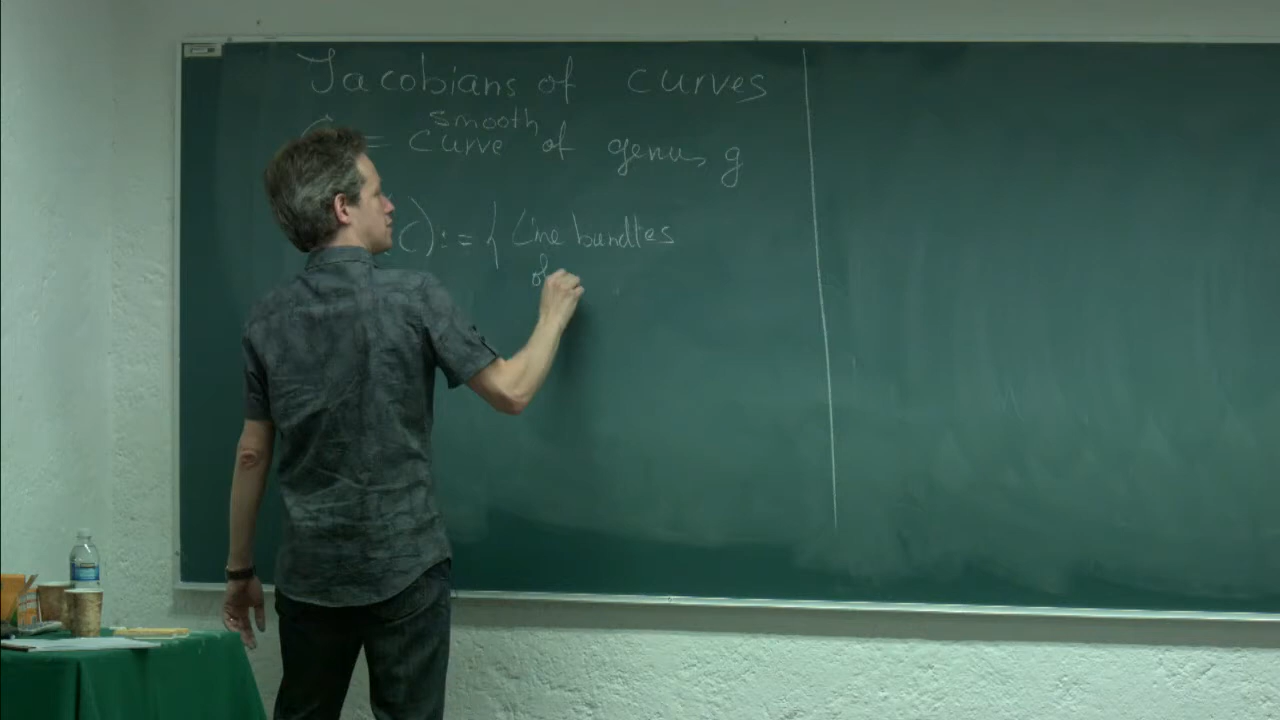 Jacobians of curves
smooth
C = curve of genus g
C) := { Line bundles
of